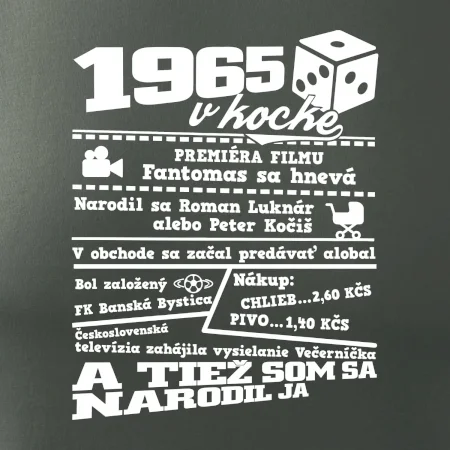 1965
v kocke
PREMIÉRA FILMU
Fantomas sa hnevá
Narodil sa Roman Luknár
alebo Peter Kočiš
V obchode sa začal predávať alobal
Bol založený
FK Banská Bystica
Nákup:
CHLIEB...2,60 KČS
PIVO...1,40 KČS
Československá
televízia zahájila vysielanie Večerníčka
A TIEŽ SOM SA
NARODIL JA